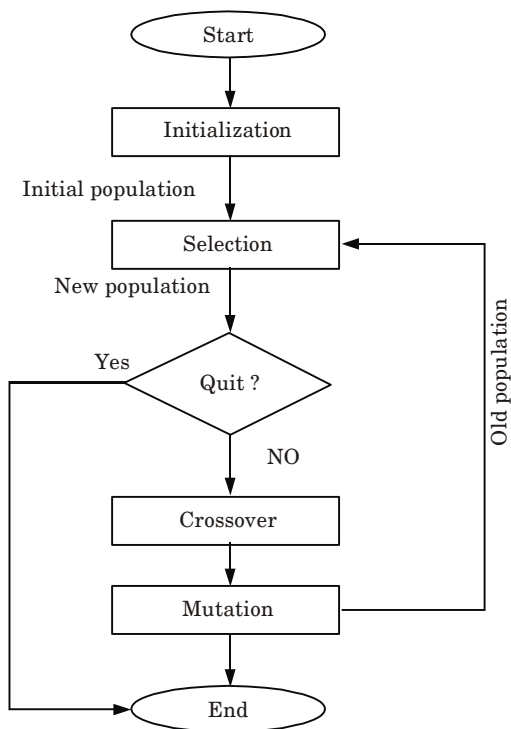 Start
Initialization
Initial population
Selection
New population
Yes
Quit ?
Old population
NO
Crossover
Mutation
End